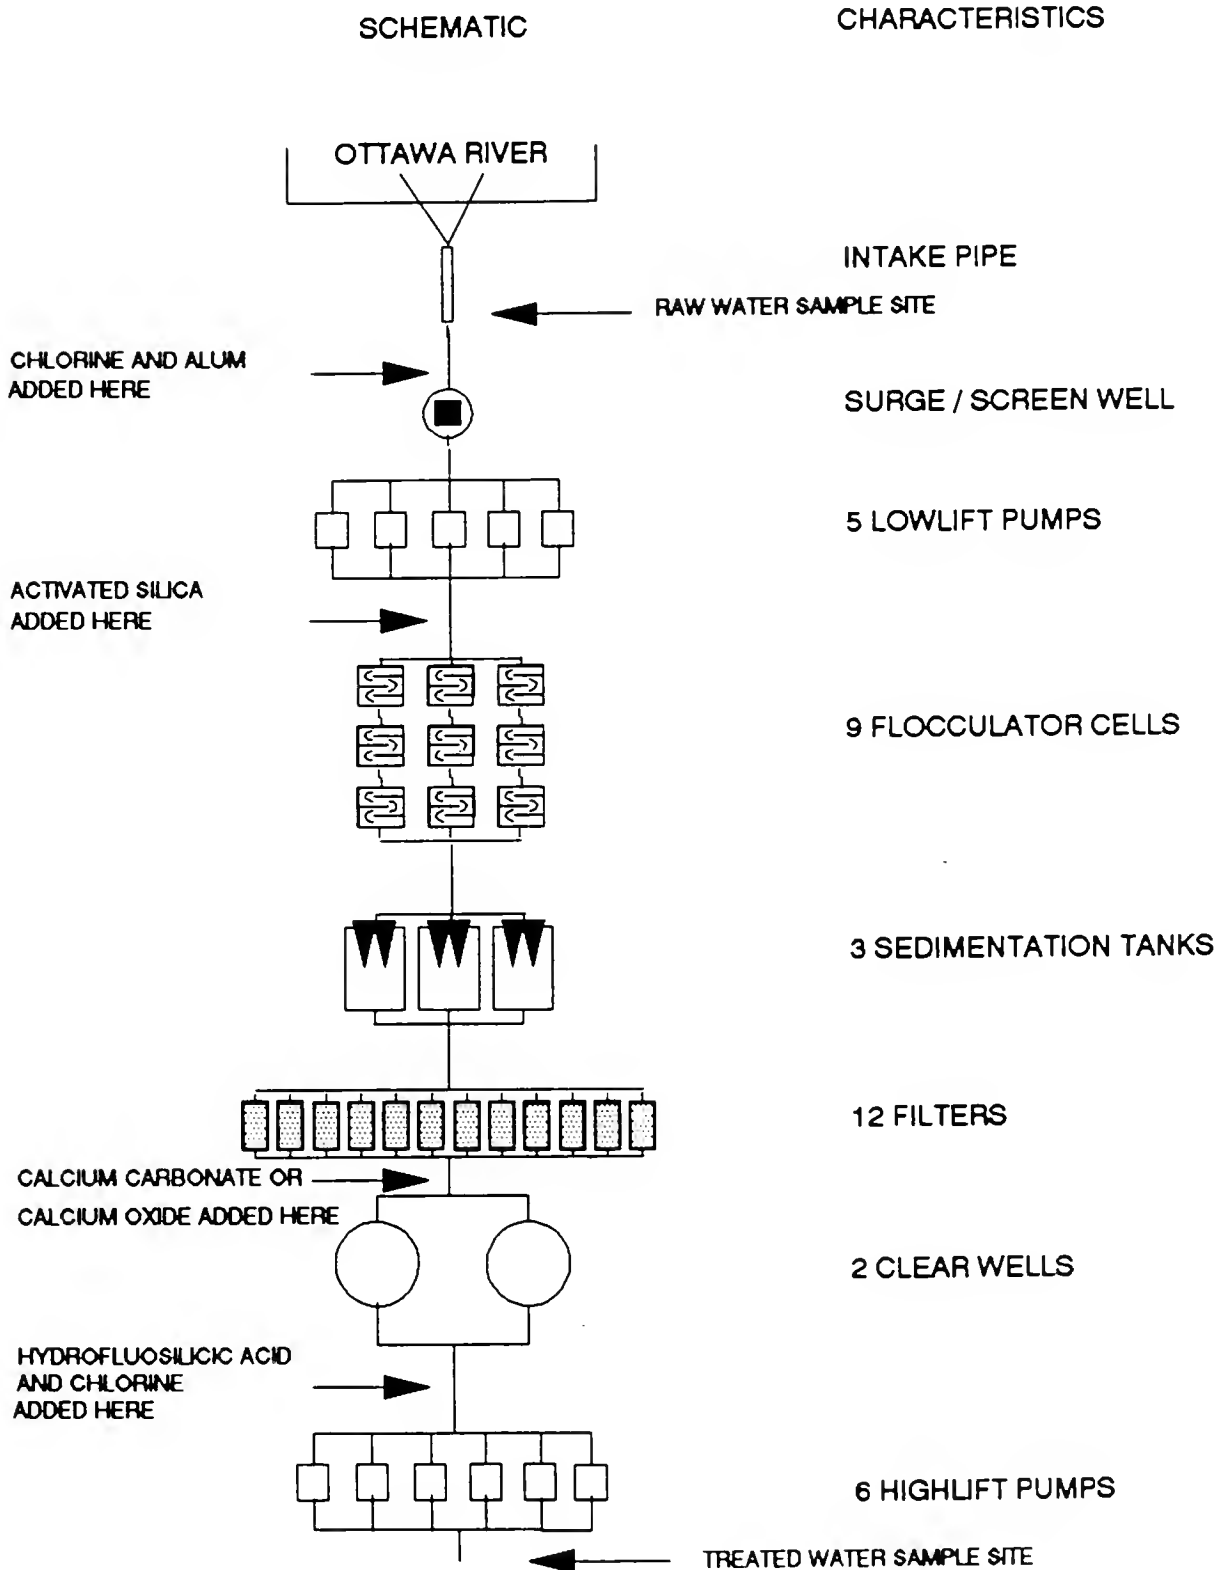 SCHEMATIC
CHARACTERISTICS
OTTAWA RIVER
INTAKE PIPE
RAW WATER SAMPLE SITE
CHLORINE AND ALUM
ADDED HERE
SURGE / SCREEN WELL
5 LOWLIFT PUMPS
ACTIVATED SILICA
ADDED HERE
9 FLOCCULATOR CELLS
3 SEDIMENTATION TANKS
12 FILTERS
CALCIUM CARBONATE OR
CALCIUM OXIDE ADDED HERE
2 CLEAR WELLS
HYDROFLUOSILICIC ACID
AND CHLORINE
ADDED HERE
6 HIGHLIFT PUMPS
TREATED WATER SAMPLE SITE